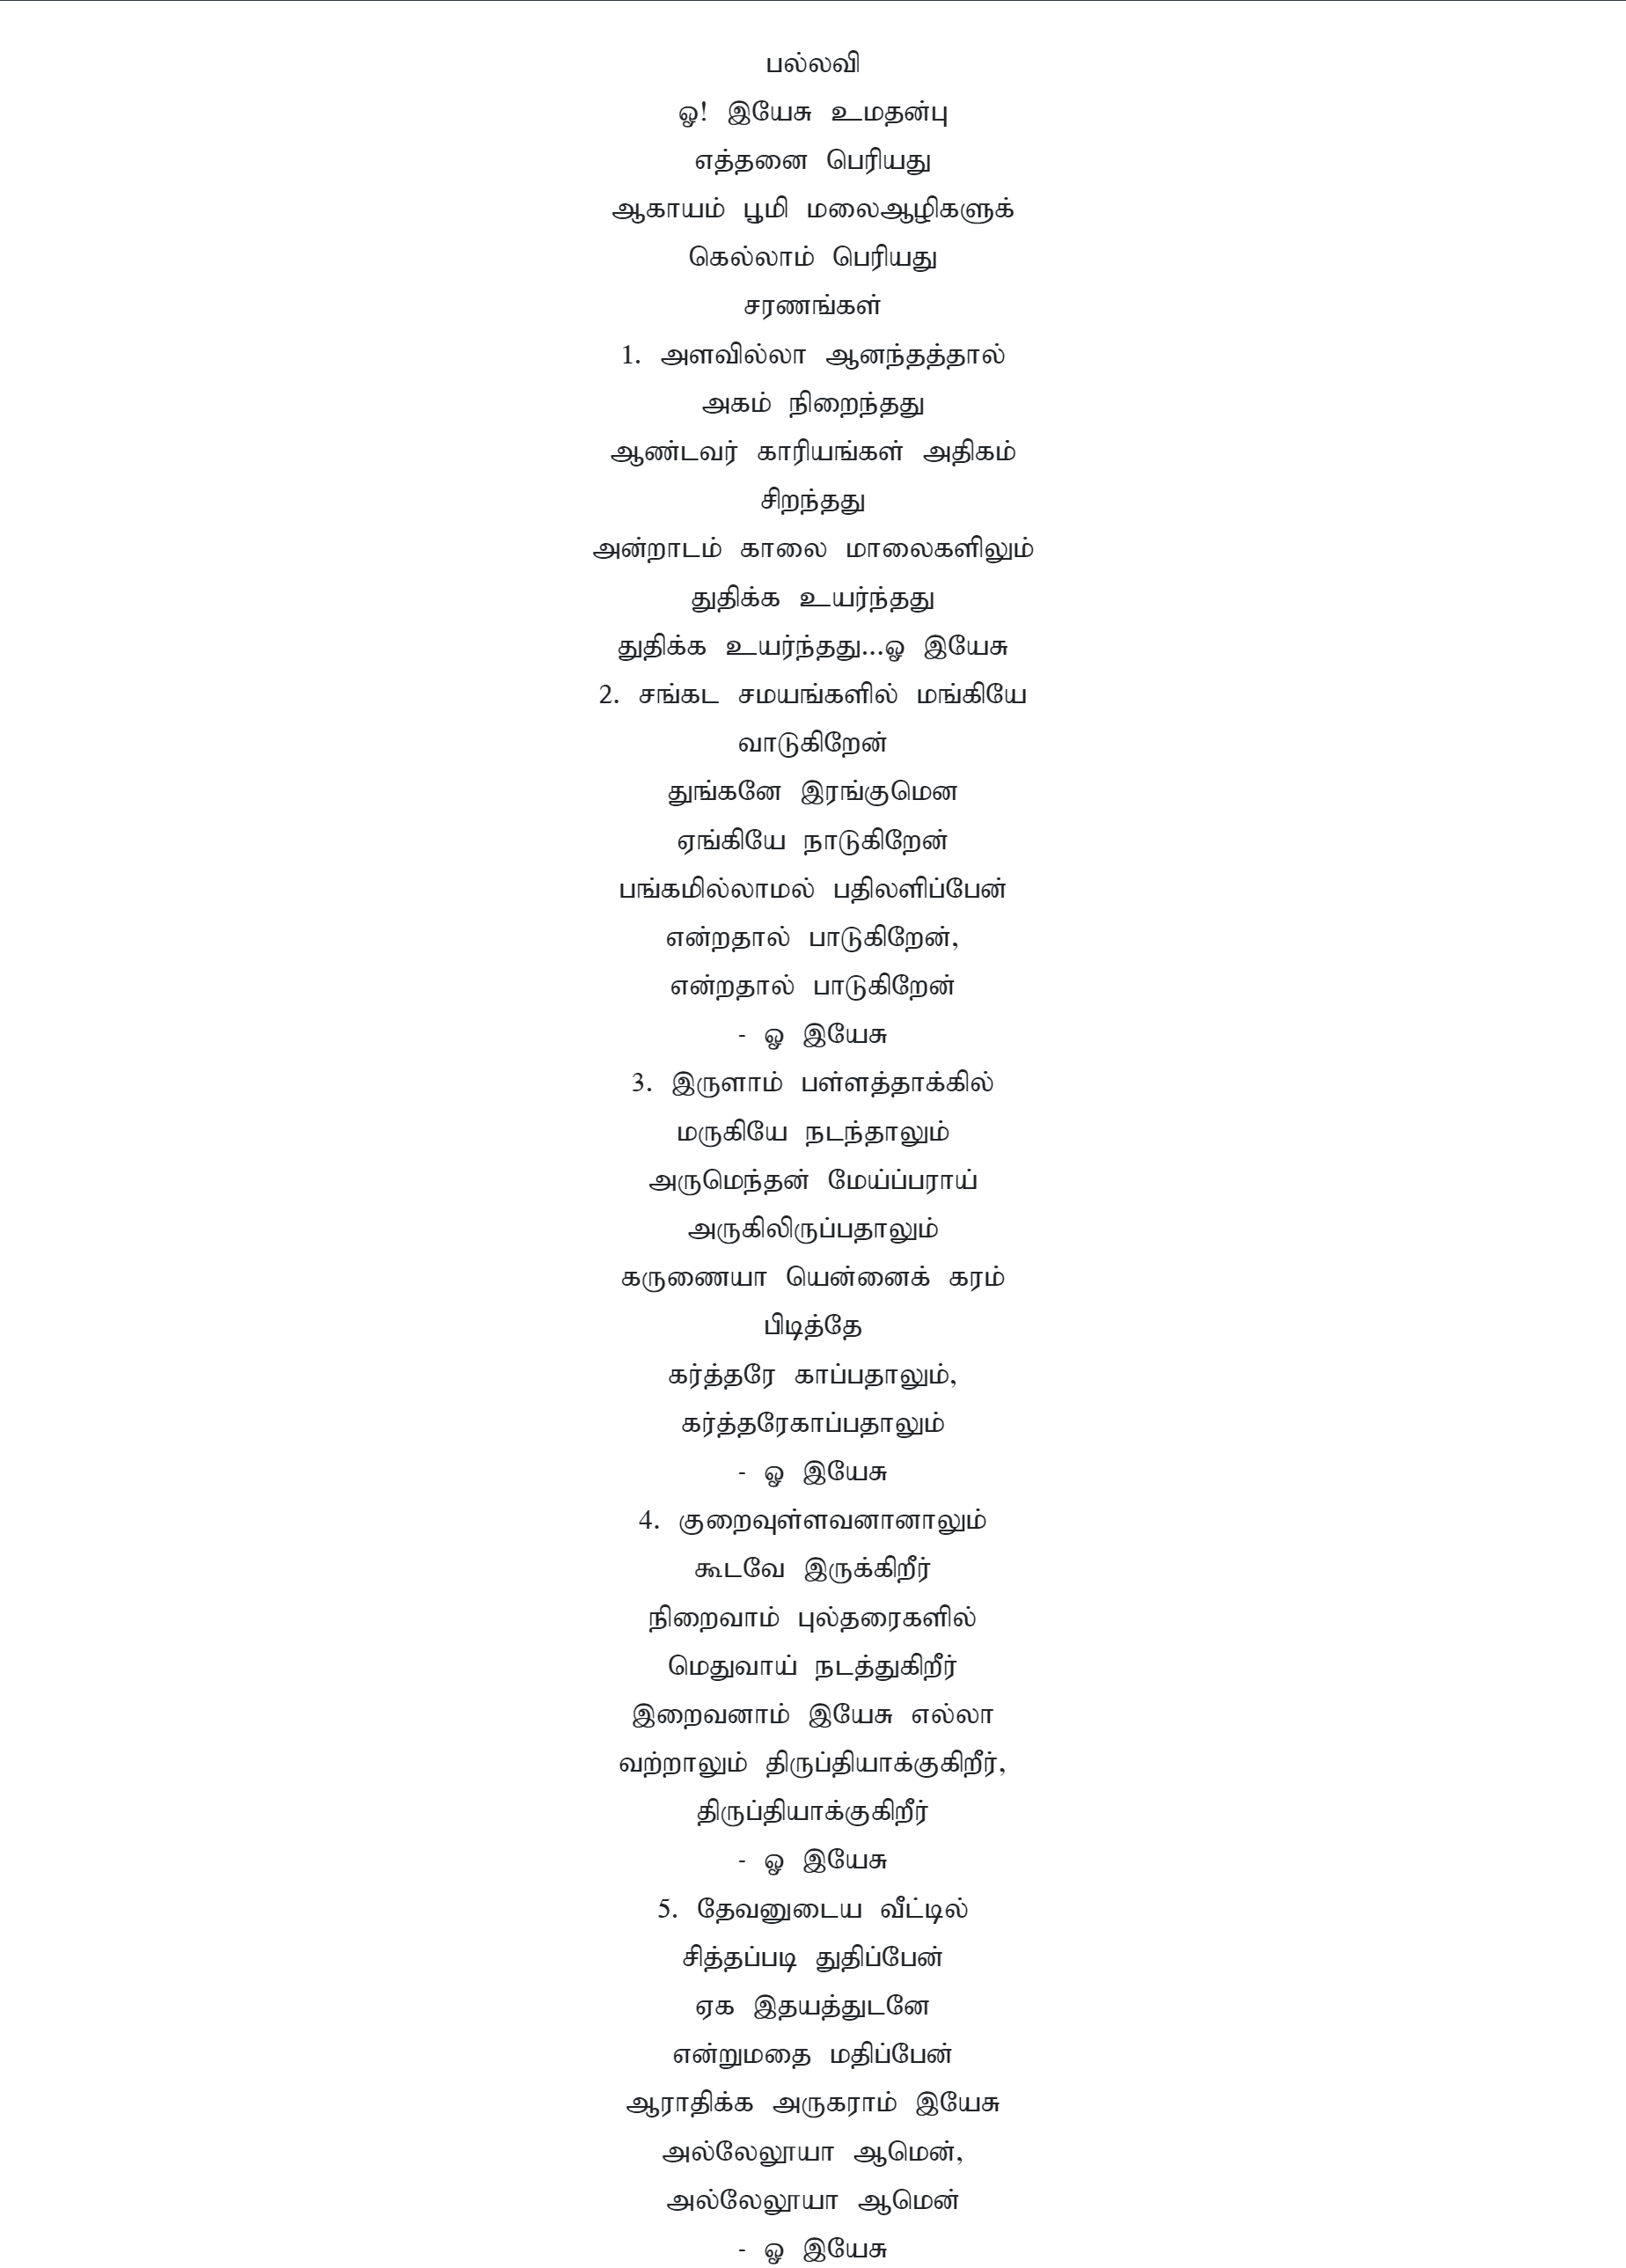 பல்லவி
ஓ! இயேசு உமதன்பு
எத்தனை பெரியது
ஆகாயம் பூமி மலைஆழிகளுக்
கெல்லாம் பெரியது
சரணங்கள்
1. அளவில்லா ஆனந்தத்தால்
அகம் நிறைந்தது
ஆண்டவர் காரியங்கள் அதிகம்
சிறந்தது
அன்றாடம் காலை மாலைகளிலும்
துதிக்க உயர்ந்தது
துதிக்க உயர்ந்தது...ஓ இயேசு
2. சங்கட சமயங்களில் மங்கியே
வாடுகிறேன்
துங்கனே இரங்குமென
ஏங்கியே நாடுகிறேன்
பங்கமில்லாமல் பதிலளிப்பேன்
என்றதால் பாடுகிறேன்,
என்றதால் பாடுகிறேன்
- ஓ இயேசு
3. இருளாம் பள்ளத்தாக்கில்
மருகியே நடந்தாலும்
அருமெந்தன் மேய்ப்பராய்
அருகிலிருப்பதாலும்
கருணையா யென்னைக் கரம்
பிடித்தே
கர்த்தரே காப்பதாலும்,
கர்த்தரேகாப்பதாலும்
- ஓ இயேசு
4. குறைவுள்ளவனானாலும்
கூடவே இருக்கிறீர்
நிறைவாம் புல்தரைகளில்
மெதுவாய் நடத்துகிறீர்
இறைவனாம் இயேசு எல்லா
வற்றாலும் திருப்தியாக்குகிறீர்,
திருப்தியாக்குகிறீர்
- ஓ இயேசு
5. தேவனுடைய வீட்டில்
சித்தப்படி துதிப்பேன்
ஏக இதயத்துடனே
என்றுமதை மதிப்பேன்
ஆராதிக்க அருகராம் இயேசு
அல்லேலூயா ஆமென்,
அல்லேலூயா ஆமென்
- ஓ இயேசு